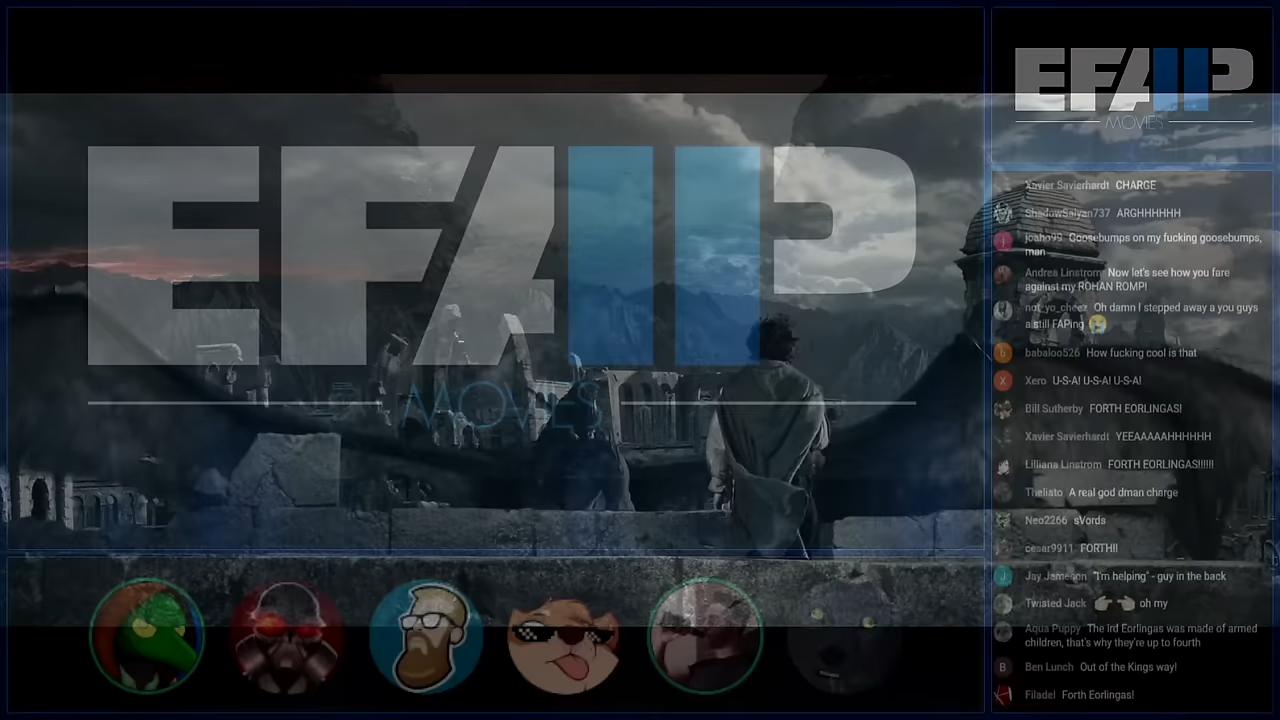 EFAP
MOVIES
EFAP
MOVIES
Xavier Savierhardt CHARGE
ShadowSaiyan737 ARGHHHHHH
joaho99 Goosebumps on my fucking goosebumps,
man
Andrea Linstrom Now let's see how you fare
against my ROHAN ROMP!
not_yo_cheez Oh damn I stepped away a you guys
a still FAPing 😭
babaloo526 How fucking cool is that
Xero U-S-A! U-S-A! U-S-A!
Bill Sutherby FORTH EORLINGAS!
Xavier Savierhardt YEEAAAAAHHHHHH
Lilliana Linstrom FORTH EORLINGAS!!!!!!
Theliato A real god dman charge
Neo2266 sVords
cesar9911 FORTH!!
Jay Jameson "I'm helping" - guy in the back
Twisted Jack 👉👈 oh my
Aqua Puppy The ird Eorlingas was made of armed
children, that's why they're up to fourth
Ben Lunch Out of the Kings way!
Filadel Forth Eorlingas!